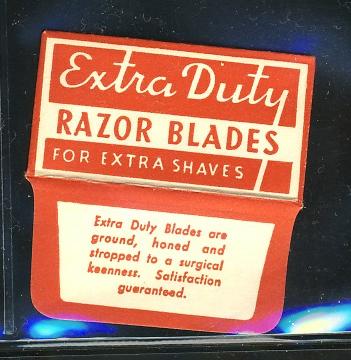 Extra Duty
RAZOR BLADES
FOR EXTRA SHAVES
Extra Duty Blades are
ground, honed and
stropped to a surgical
keenness. Satisfaction
guaranteed.